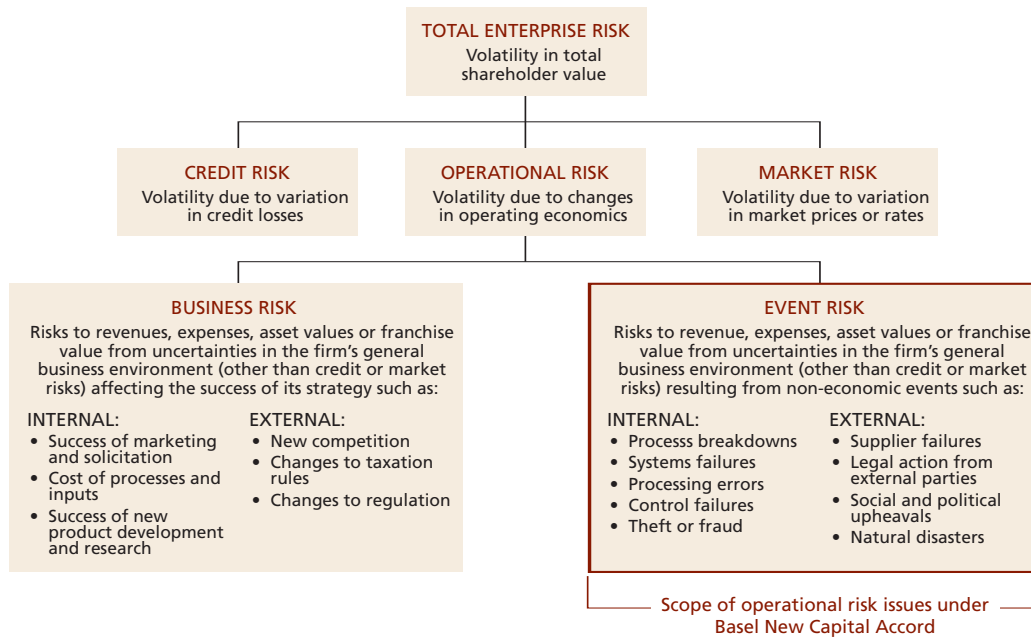 TOTAL ENTERPRISE RISK
Volatility in total
shareholder value
CREDIT RISK
Volatility due to variation
in credit losses
OPERATIONAL RISK
Volatility due to changes
in operating economics
MARKET RISK
Volatility due to variation
in market prices or rates
BUSINESS RISK
Risks to revenues, expenses, asset values or franchise
value from uncertainties in the firm's general
business environment (other than credit or market
risks) affecting the success of its strategy such as:
INTERNAL:
• Success of marketing
and solicitation
• Cost of processes and
inputs
• Success of new
product development
and research
EXTERNAL:
• New competition
• Changes to taxation
rules
• Changes to regulation
EVENT RISK
Risks to revenue, expenses, asset values or franchise
value from uncertainties in the firm's general
business environment (other than credit or market
risks) resulting from non-economic events such as:
INTERNAL:
• Processs breakdowns
• Systems failures
• Processing errors
• Control failures
• Theft or fraud
EXTERNAL:
• Supplier failures
• Legal action from
external parties
• Social and political
upheavals
• Natural disasters
Scope of operational risk issues under
Basel New Capital Accord